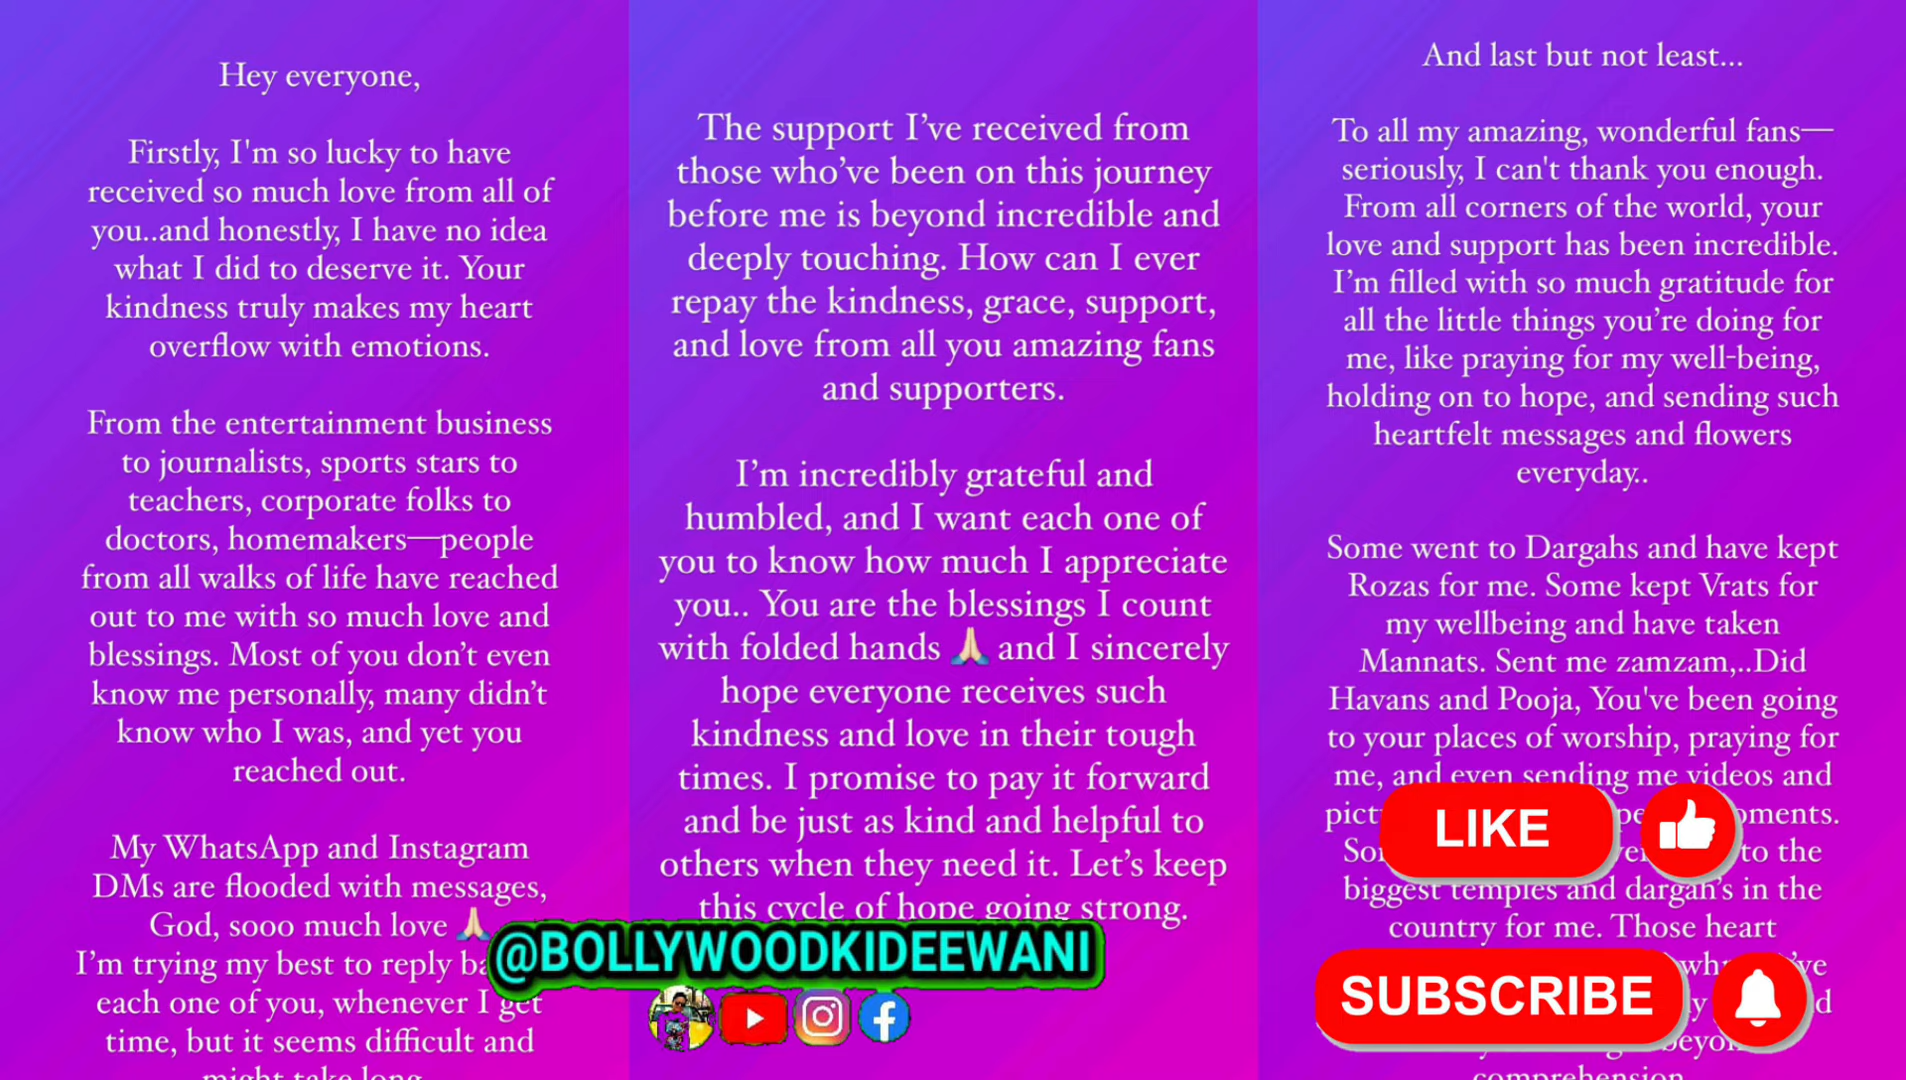 Hey everyone,
Firstly, I'm so lucky to have
received so much love from all of
you..and honestly, I have no idea
what I did to deserve it. Your
kindness truly makes my heart
overflow with emotions.
From the entertainment business
to journalists, sports stars to
teachers, corporate folks to
doctors, homemakers—people
from all walks of life have reached
out to me with so much love and
blessings. Most of you don’t even
know me personally, many didn’t
know who I was, and yet you
reached out.
My WhatsApp and Instagram
DMs are flooded with messages,
God, sooo much love 🙏🏻
I’m trying my best to reply
each one of you, whenever I get
time, but it seems difficult and
might take long
The support I’ve received from
those who’ve been on this journey
before me is beyond incredible and
deeply touching. How can I ever
repay the kindness, grace, support,
and love from all you amazing fans
and supporters.
I’m incredibly grateful and
humbled, and I want each one of
you to know how much I appreciate
you.. You are the blessings I count
with folded hands 🙏🏻 and I sincerely
hope everyone receives such
kindness and love in their tough
times. I promise to pay it forward
and be just as kind and helpful to
others when they need it. Let’s keep
this cycle of hope going strong.
And last but not least...
To all my amazing, wonderful fans—
seriously, I can't thank you enough.
From all corners of the world, your
love and support has been incredible.
I’m filled with so much gratitude for
all the little things you’re doing for
me, like praying for my well-being,
holding on to hope, and sending such
heartfelt messages and flowers
everyday..
Some went to Dargahs and have kept
Rozas for me. Some kept Vrats for
my wellbeing and have taken
Mannats. Sent me zamzam,..Did
Havans and Pooja, You've been going
to your places of worship, praying for
me, and even sending me videos and
to the
biggest temples and dargah's in the
country for me. Those heart
comprehension
@BOLLYWOODKIDEEWANI
LIKE
SUBSCRIBE